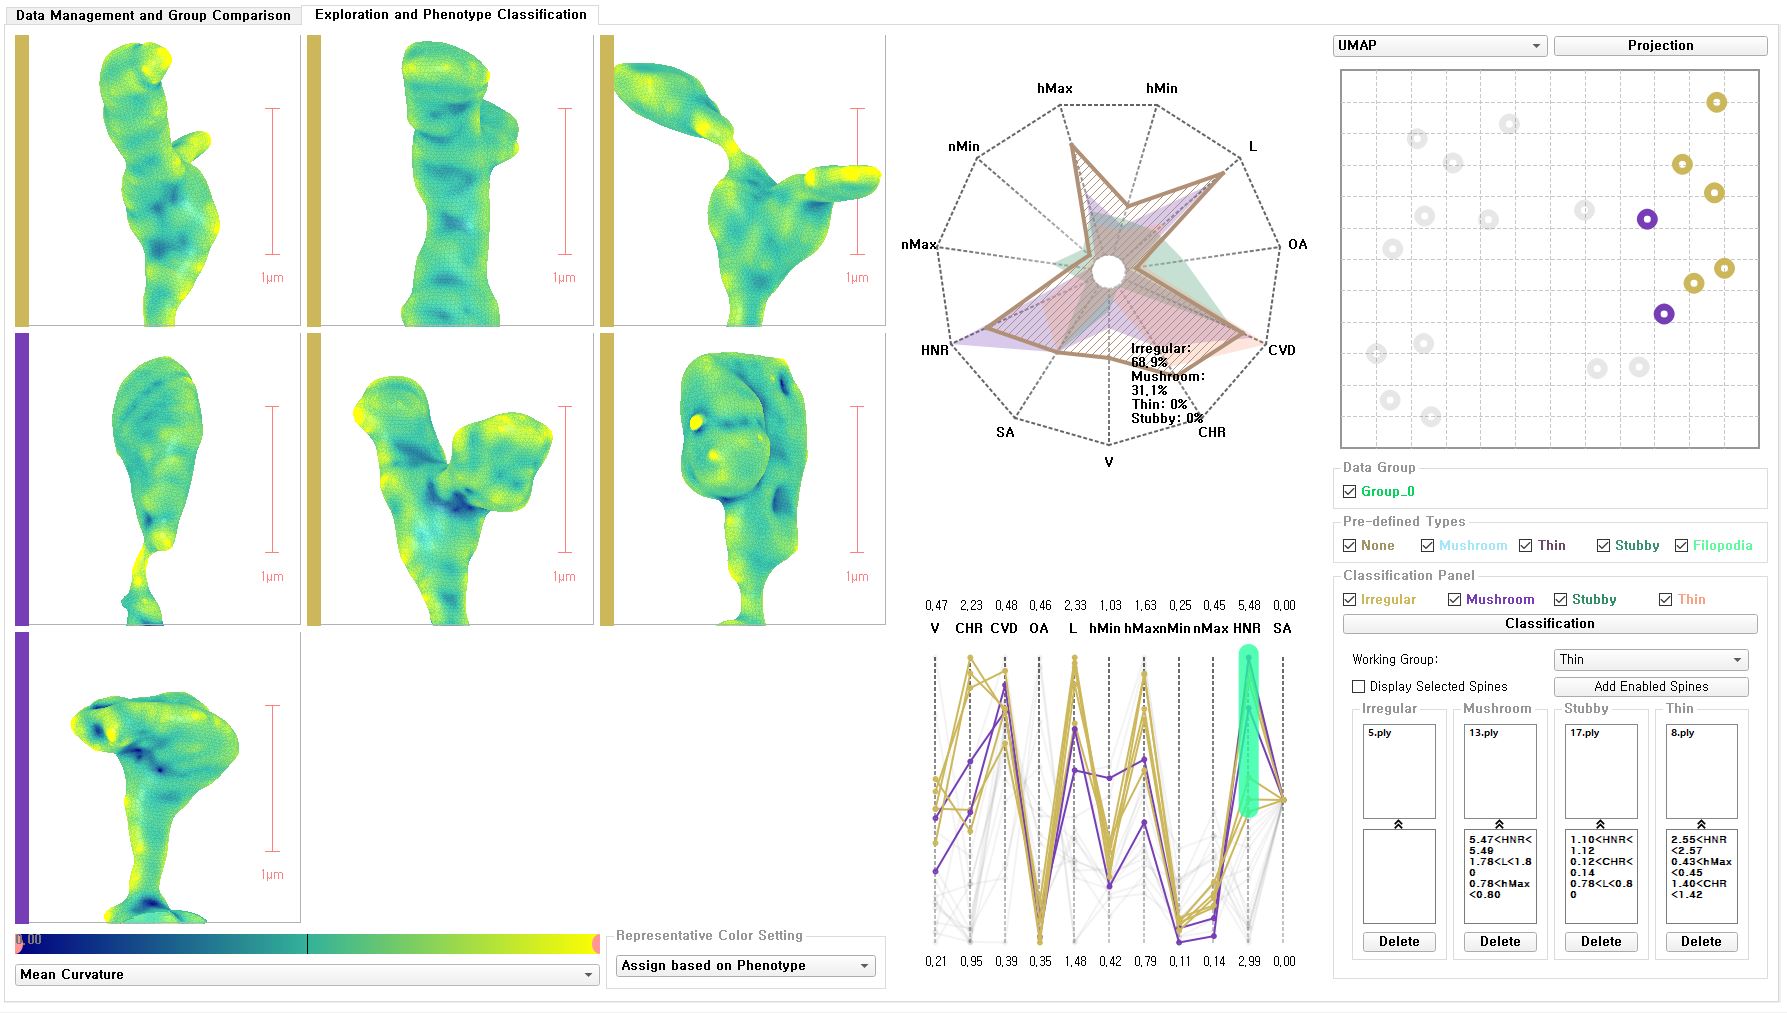 Data Management and Group Comparison
Exploration and Phenotype Classification
1μm
1μm
1μm
1μm
1μm
1μm
1μm
0.00
Mean Curvature
Representative Color Setting
Assign based on Phenotype
hMax
hMin
nMin
L
nMax
OA
HNR
CVD
SA
CHR
V
Irregular:
68.9%
Mushroom:
31.1%
Thin: 0%
Stubby: 0%
0,47 2,23 0,48 0,46 2,33 1,03 1,63 0,25 0,45 5,48 0,00
V CHR CVD OA L hMin hMax nMin nMax HNR SA
0,21 0,95 0,39 0,35 1,48 0,42 0,79 0,11 0,14 2,99 0,00
UMAP
Projection
Data Group
Group_0
Pre-defined Types
None Mushroom Thin Stubby Filopodia
Classification Panel
Irregular Mushroom Stubby Thin
Classification
Working Group:
Thin
Display Selected Spines
Add Enabled Spines
Irregular
5.ply
Delete
Mushroom
13.ply
5.47<HNR<
5.49
1.78<L<1.8
0
0.78<hMax
<0.80
Delete
Stubby
17.ply
1.10<HNR<
1.12
0.12<CHR<
0.14
0.78<L<0.8
0
Delete
Thin
8.ply
2.55<HNR
<2.57
0.43<hMax
<0.45
1.40<CHR
<1.42
Delete